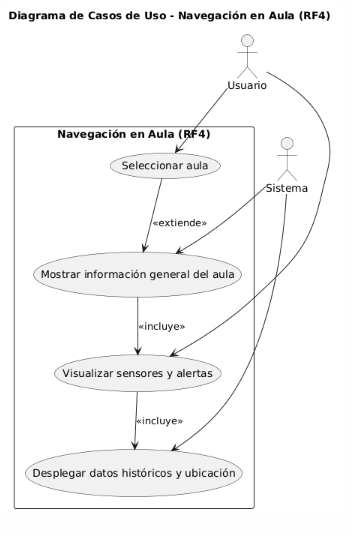 Diagrama de Casos de Uso - Navegación en Aula (RF4)
Usuario
Navegación en Aula (RF4)
Seleccionar aula
Sistema
«extiende»
Mostrar información general del aula
«incluye»
Visualizar sensores y alertas
«incluye»
Desplegar datos históricos y ubicación